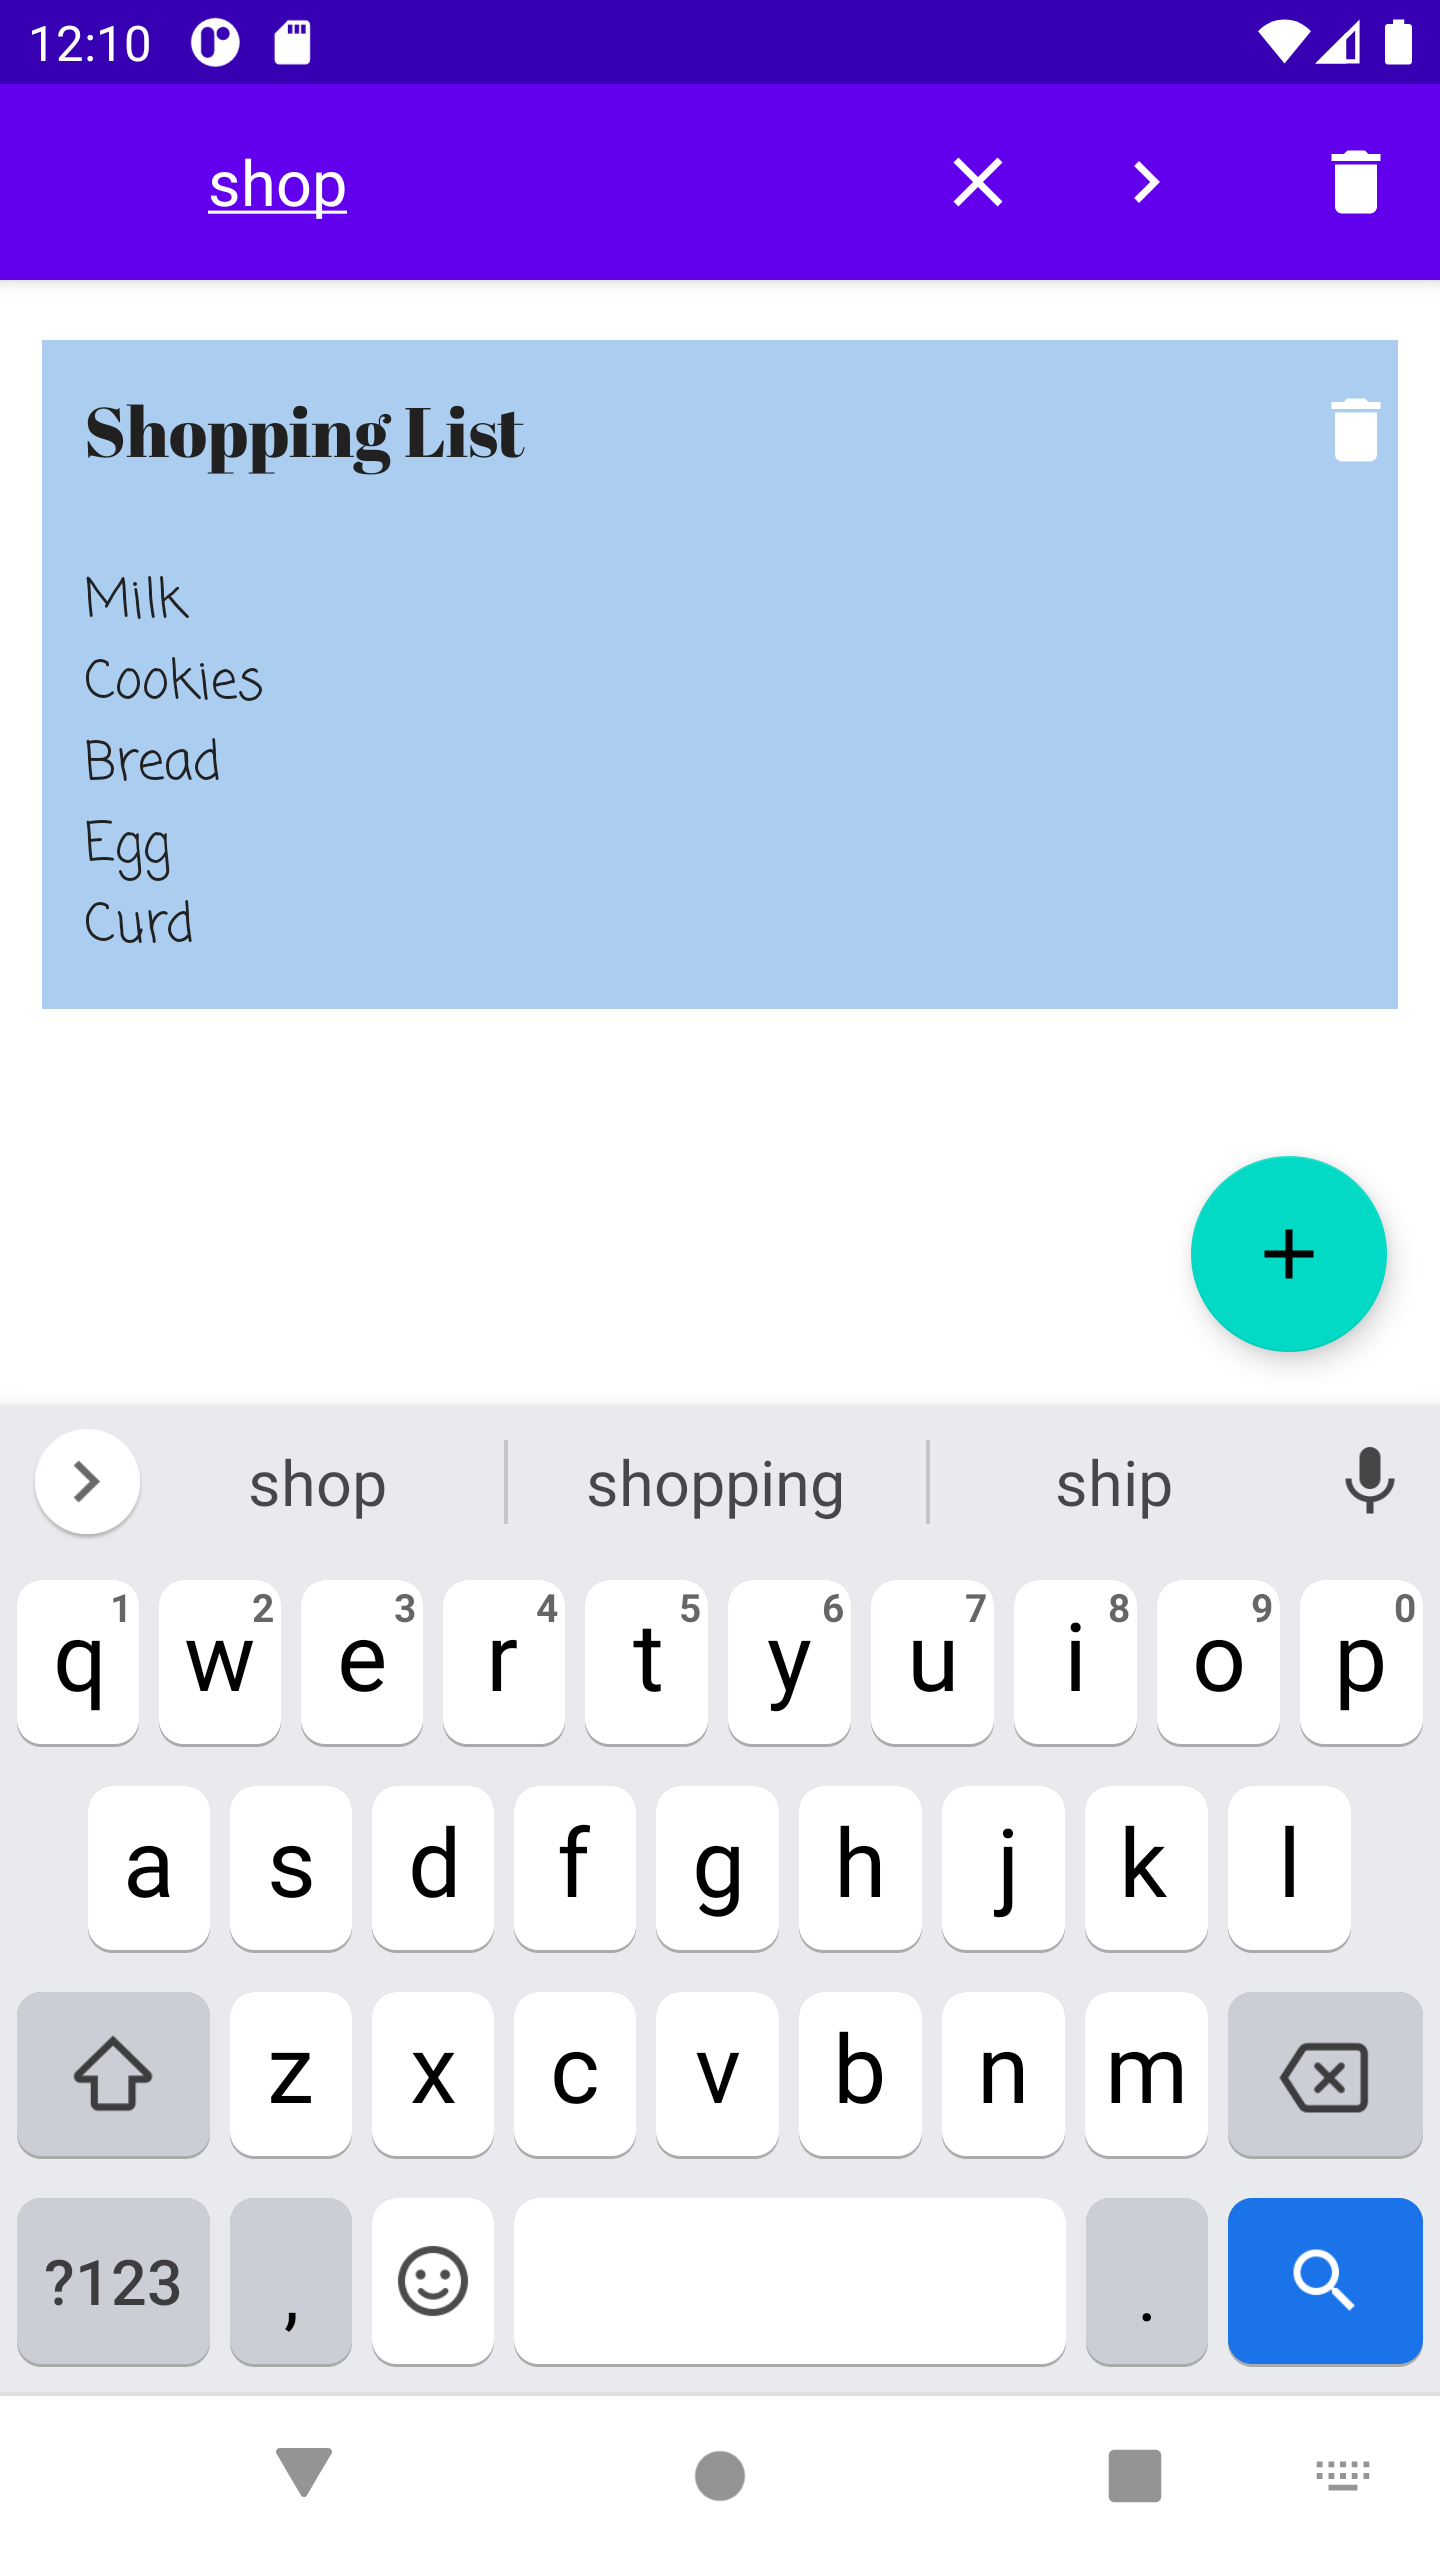 12:10
shop
Shopping List
Milk
Cookies
Bread
Egg
Curd
shop shopping ship
1 2 3 4 5 6 7 8 9 0
q w e r t y u i o p
a s d f g h j k l
z x c v b n m
?123 , .